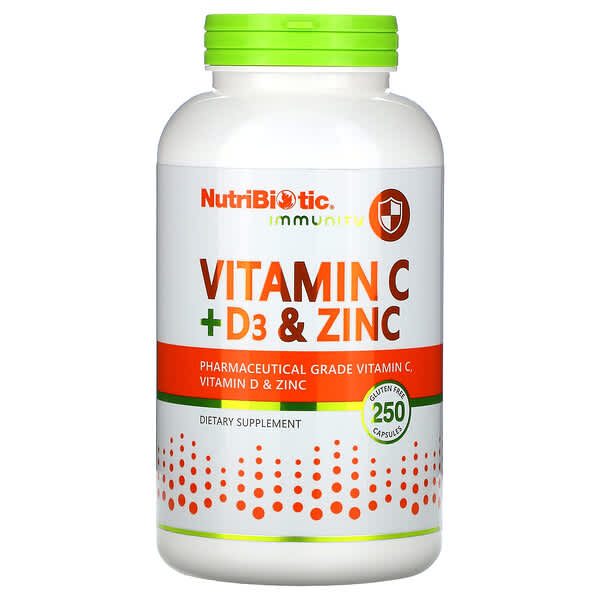 NutriBiotic®
immunity
VITAMIN C
+D3 & ZINC
PHARMACEUTICAL GRADE VITAMIN C,
VITAMIN D & ZINC
DIETARY SUPPLEMENT
GLUTEN FREE
250
CAPSULES